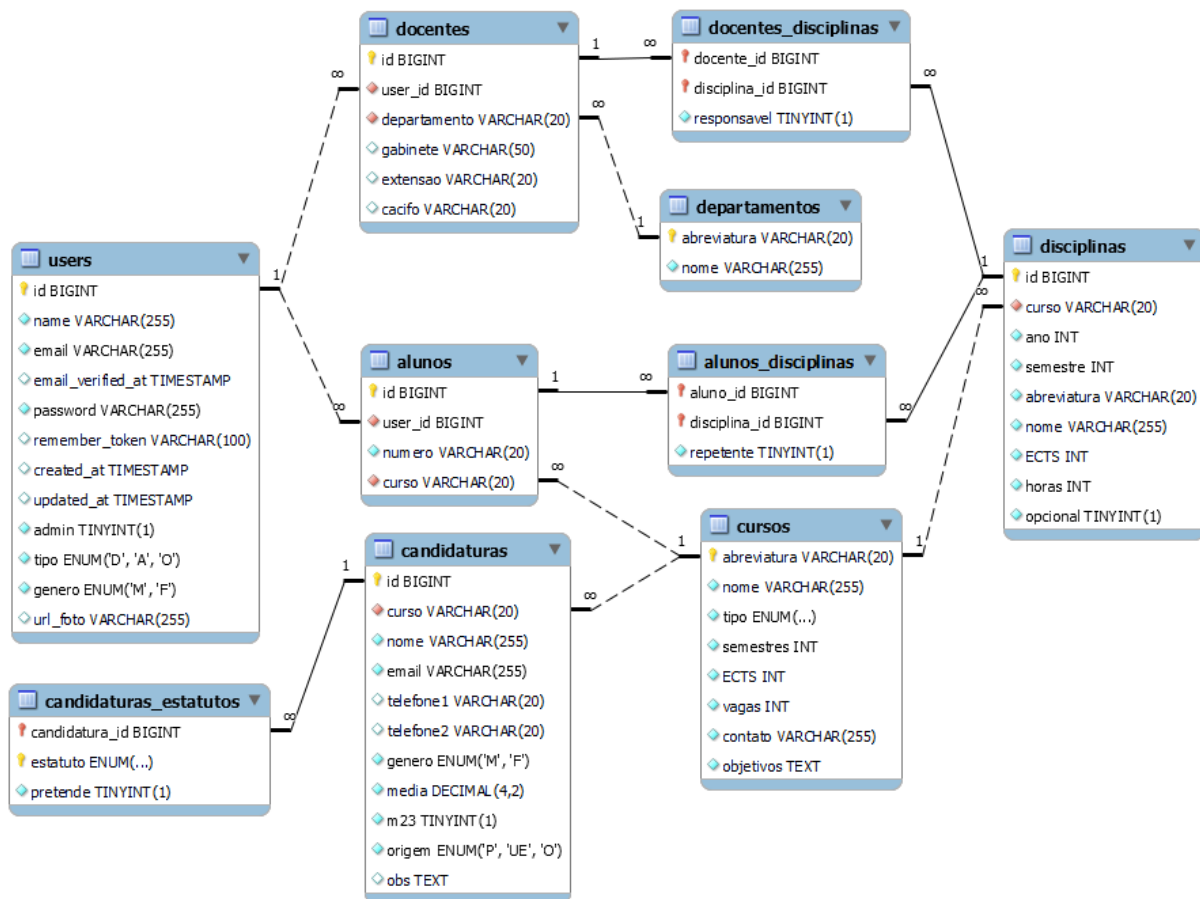 docentes
id BIGINT
user_id BIGINT
departamento VARCHAR(20)
gabinete VARCHAR(50)
extensao VARCHAR(20)
cacifo VARCHAR(20)
1
∞
docentes_disciplinas
docente_id BIGINT
disciplina_id BIGINT
responsavel TINYINT(1)
∞
∞
∞
1
departamentos
abreviatura VARCHAR(20)
nome VARCHAR(255)
users
id BIGINT
name VARCHAR(255)
email VARCHAR(255)
email_verified_at TIMESTAMP
password VARCHAR(255)
remember_token VARCHAR(100)
created_at TIMESTAMP
updated_at TIMESTAMP
admin TINYINT(1)
tipo ENUM('D', 'A', 'O')
genero ENUM('M', 'F')
url_foto VARCHAR(255)
1
∞
alunos
id BIGINT
user_id BIGINT
numero VARCHAR(20)
curso VARCHAR(20)
1
∞
∞
alunos_disciplinas
aluno_id BIGINT
disciplina_id BIGINT
repetente TINYINT(1)
∞
disciplinas
id BIGINT
curso VARCHAR(20)
ano INT
semestre INT
abreviatura VARCHAR(20)
nome VARCHAR(255)
ECTS INT
horas INT
opcional TINYINT(1)
1
∞
candidaturas
id BIGINT
curso VARCHAR(20)
nome VARCHAR(255)
email VARCHAR(255)
telefone1 VARCHAR(20)
telefone2 VARCHAR(20)
genero ENUM('M', 'F')
media DECIMAL(4,2)
m23 TINYINT(1)
origem ENUM('P', 'UE', 'O')
obs TEXT
1
∞
cursos
abreviatura VARCHAR(20)
nome VARCHAR(255)
tipo ENUM(...)
semestres INT
ECTS INT
vagas INT
contato VARCHAR(255)
objetivos TEXT
1
1
candidaturas_estatutos
candidatura_id BIGINT
estatuto ENUM(...)
pretende TINYINT(1)
∞